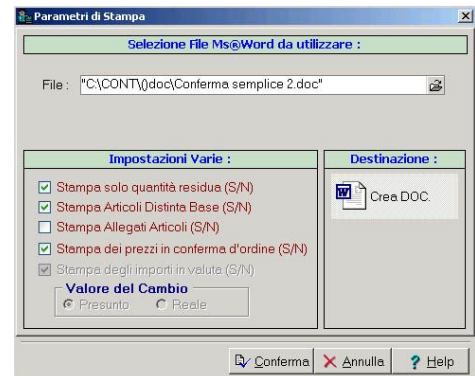 Parametri di Stampa
Selezione File Ms®Word da utilizzare :
File : "C:\CONT\()doc\Conferma semplice 2.doc"
Impostazioni Varie :
Stampa solo quantità residua (S/N)
Stampa Articoli Distinta Base (S/N)
Stampa Allegati Articoli (S/N)
Stampa dei prezzi in conferma d'ordine (S/N)
Stampa degli importi in valuta (S/N)
Valore del Cambio
Presunto Reale
Destinazione :
Crea DOC.
Conferma Annulla Help